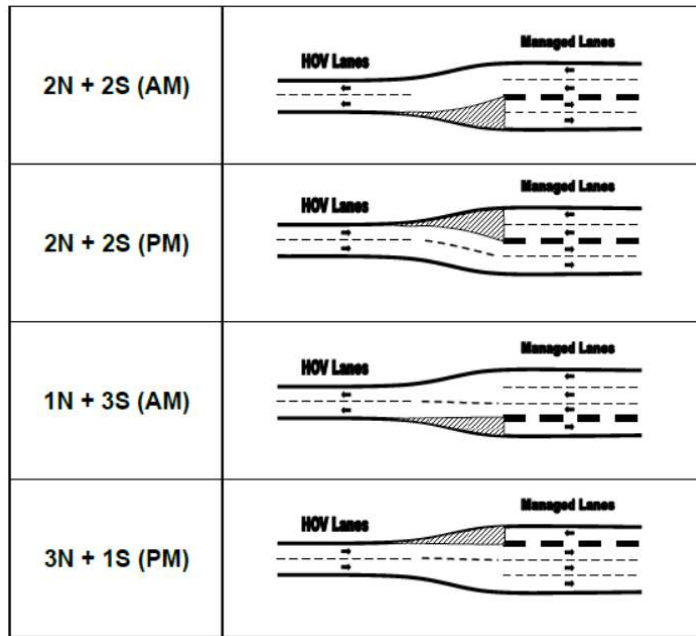 2N + 2S (AM)
HOV Lanes
Managed Lanes
2N + 2S (PM)
HOV Lanes
Managed Lanes
1N + 3S (AM)
HOV Lanes
Managed Lanes
3N + 1S (PM)
HOV Lanes
Managed Lanes